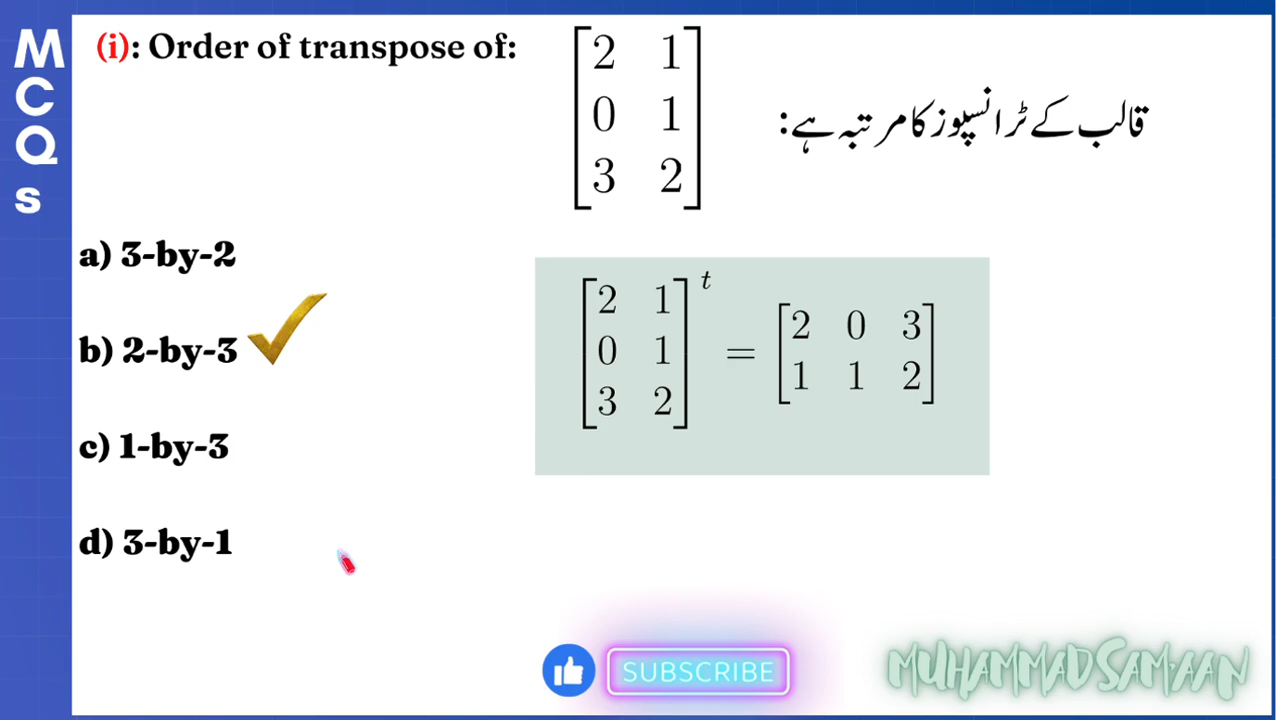 MCQs
(i): Order of transpose of:
2 1
0 1
3 2
قالب کے ٹرانسپوز کا مرتبہ ہے:
a) 3-by-2
b) 2-by-3
c) 1-by-3
d) 3-by-1
2 1
0 1
3 2
t
=
2 0 3
1 1 2
SUBSCRIBE
MUHAMMAD SAMAAN